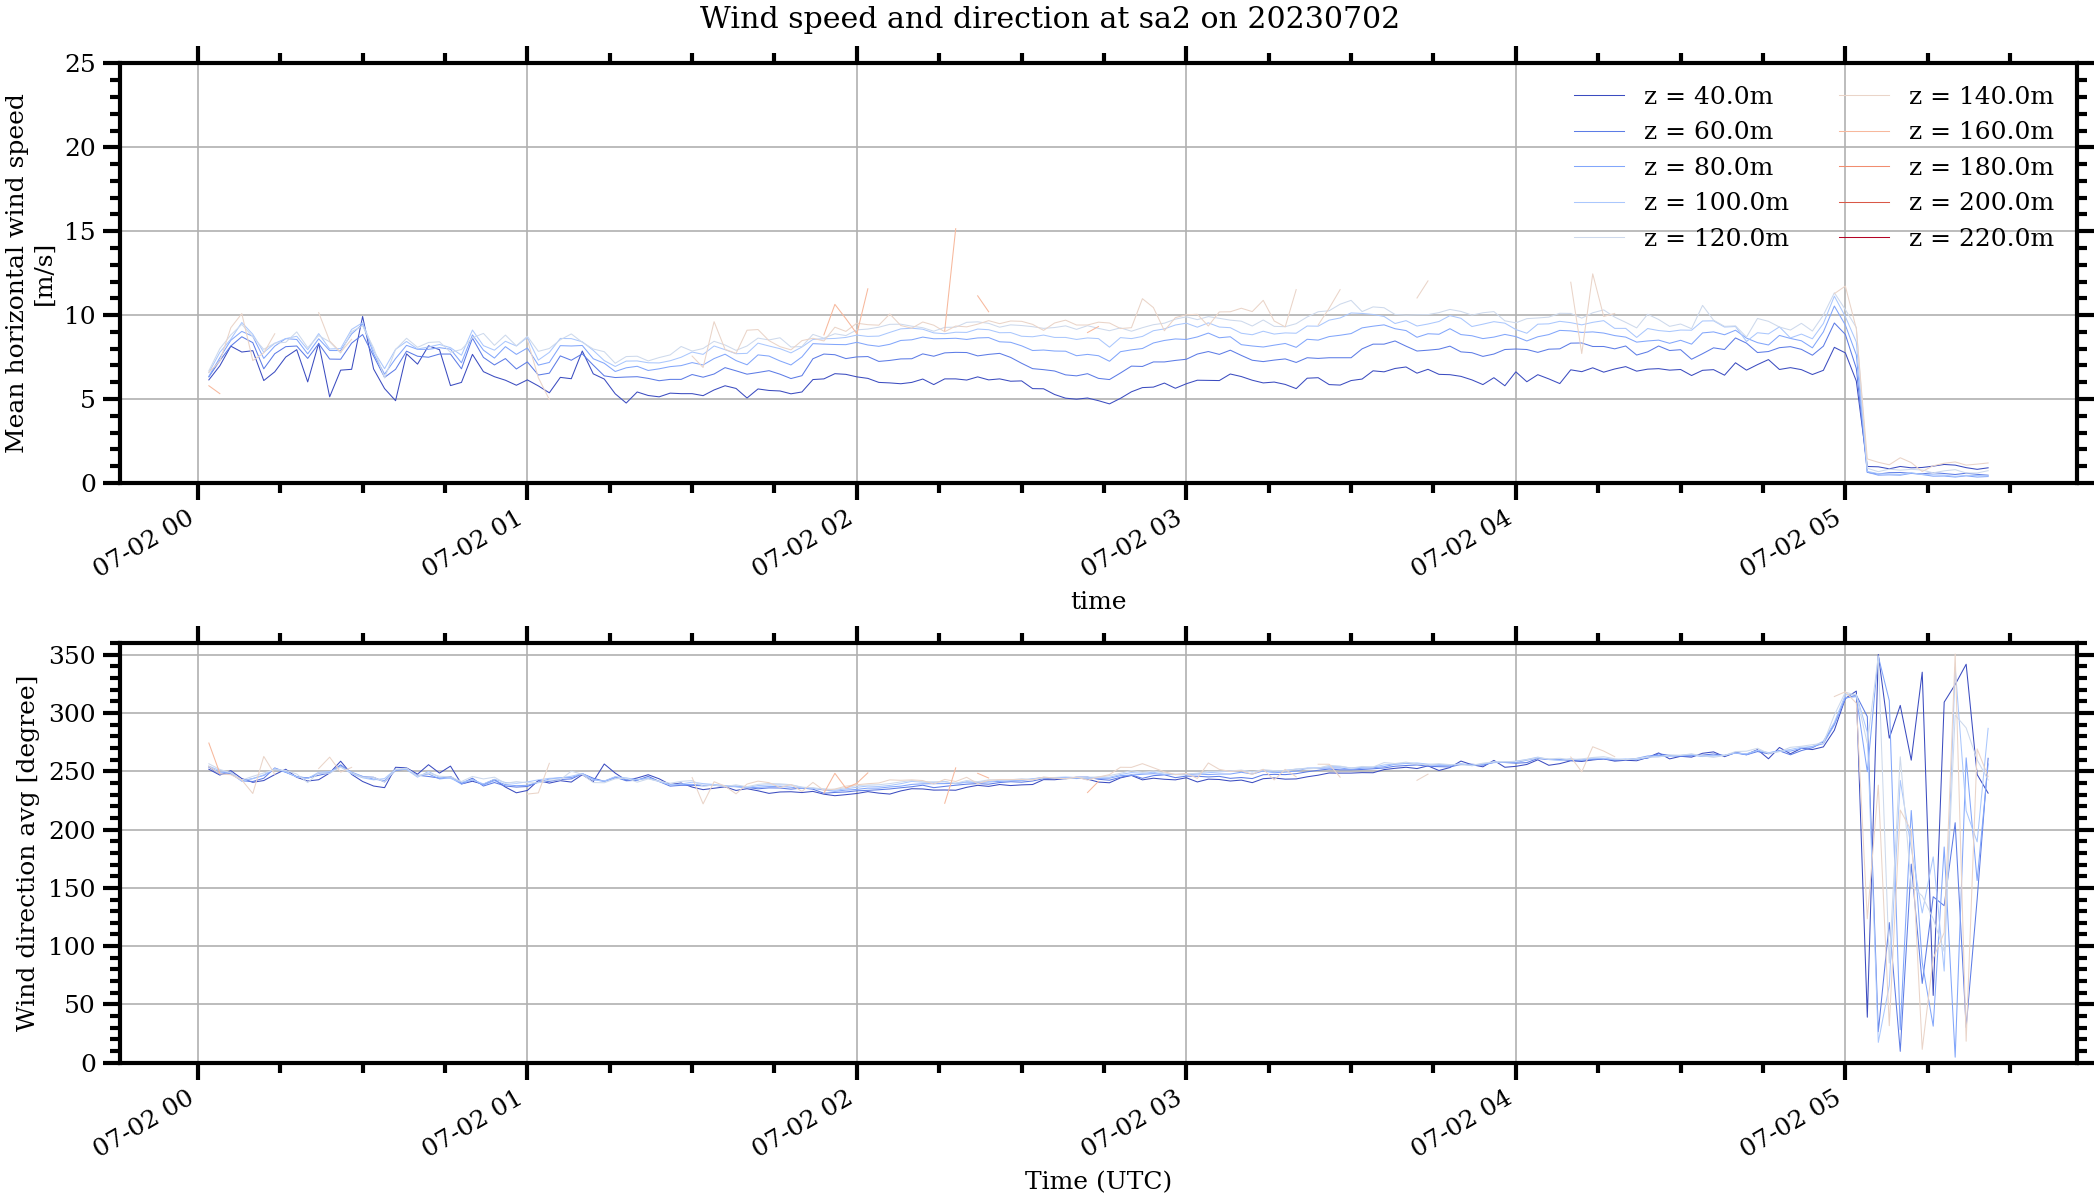 Wind speed and direction at sa2 on 20230702
Mean horizontal wind speed
[m/s]
25
20
15
10
5
0
z = 40.0m
z = 60.0m
z = 80.0m
z = 100.0m
z = 120.0m
z = 140.0m
z = 160.0m
z = 180.0m
z = 200.0m
z = 220.0m
07-02 00
07-02 01
07-02 02
07-02 03
07-02 04
07-02 05
time
Wind direction avg [degree]
350
300
250
200
150
100
50
0
07-02 00
07-02 01
07-02 02
07-02 03
07-02 04
07-02 05
Time (UTC)